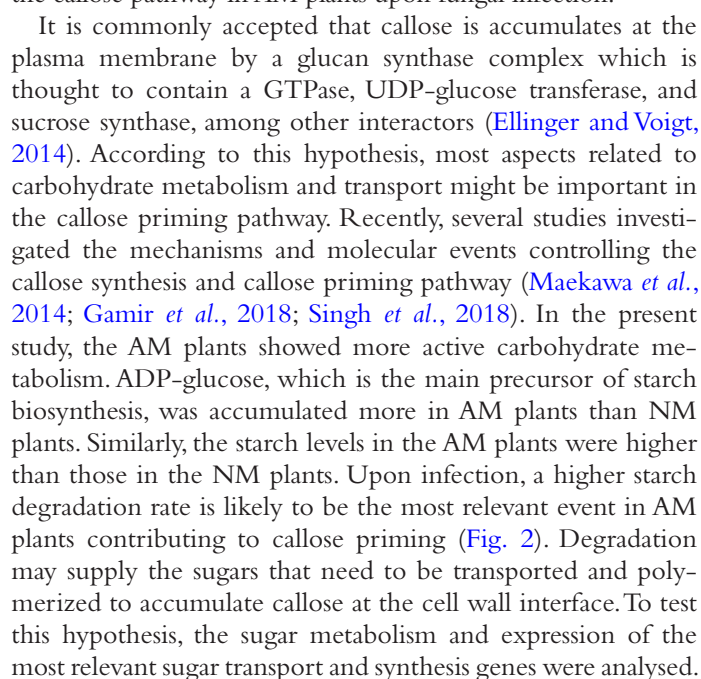 the callose pathway in AM plants upon fungal infection.
It is commonly accepted that callose is accumulates at the
plasma membrane by a glucan synthase complex which is
thought to contain a GTPase, UDP-glucose transferase, and
sucrose synthase, among other interactors (Ellinger and Voigt,
2014). According to this hypothesis, most aspects related to
carbohydrate metabolism and transport might be important in
the callose priming pathway. Recently, several studies investi-
gated the mechanisms and molecular events controlling the
callose synthesis and callose priming pathway (Maekawa et al.,
2014; Gamir et al., 2018; Singh et al., 2018). In the present
study, the AM plants showed more active carbohydrate me-
tabolism. ADP-glucose, which is the main precursor of starch
biosynthesis, was accumulated more in AM plants than NM
plants. Similarly, the starch levels in the AM plants were higher
than those in the NM plants. Upon infection, a higher starch
degradation rate is likely to be the most relevant event in AM
plants contributing to callose priming (Fig. 2). Degradation
may supply the sugars that need to be transported and poly-
merized to accumulate callose at the cell wall interface. To test
this hypothesis, the sugar metabolism and expression of the
most relevant sugar transport and synthesis genes were analysed.